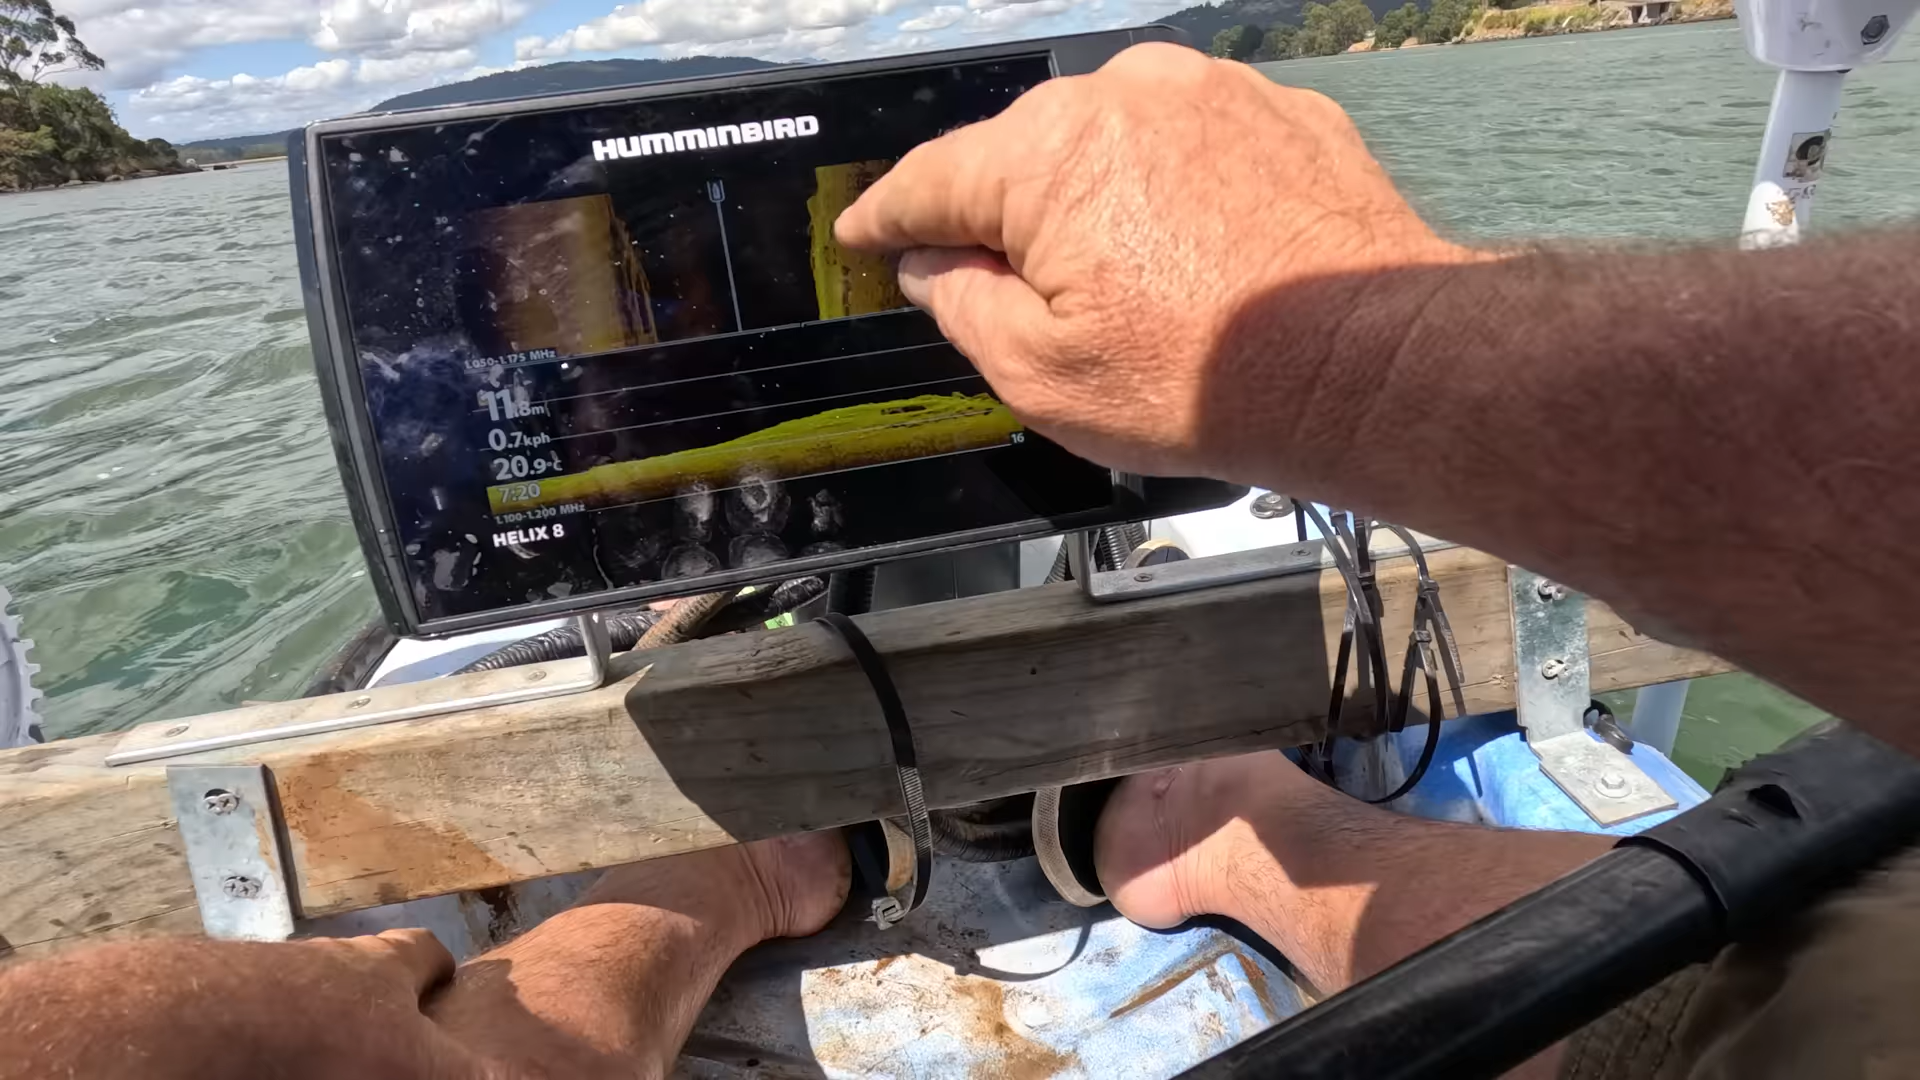 HUMMINBIRD
30
1.050-1.175 MHz
11.8m
0.7kph
20.9°c
7:20
16
1.100-1.200 MHz
HELIX 8